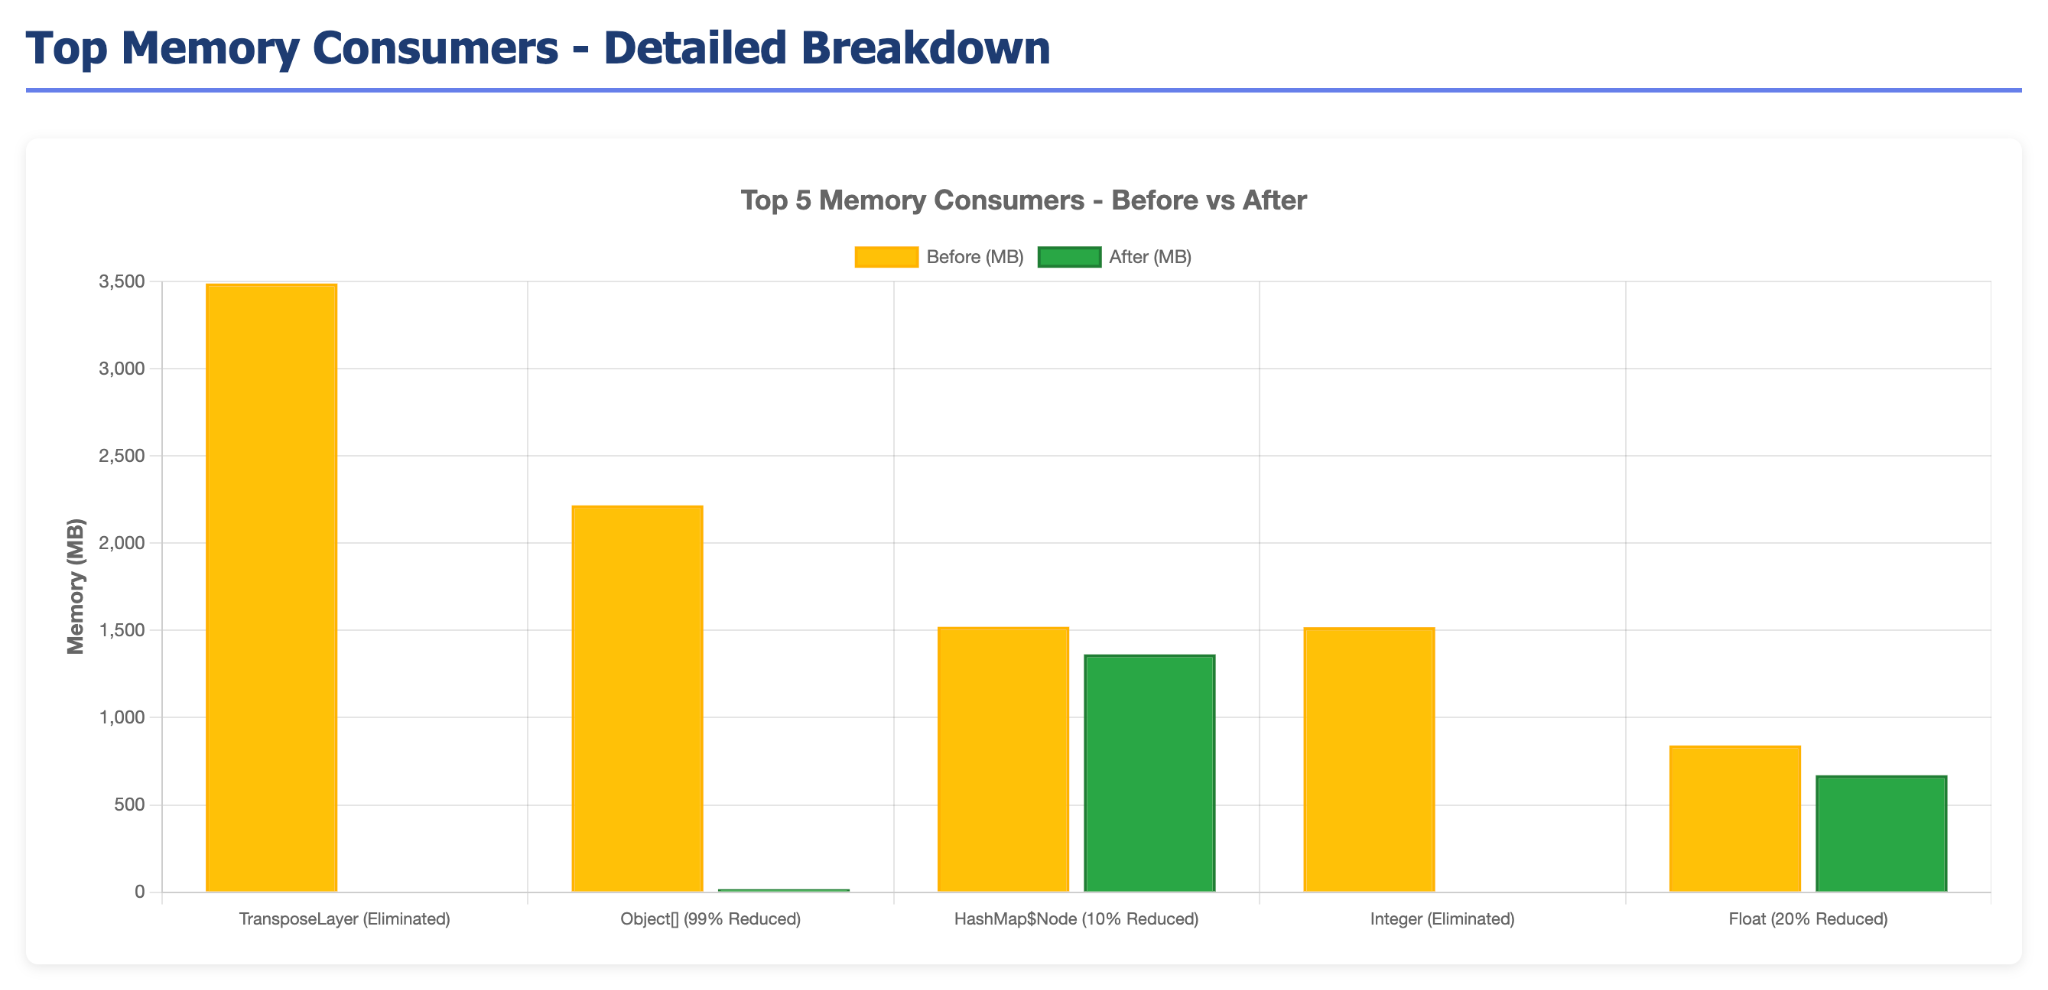 Top Memory Consumers - Detailed Breakdown
Top 5 Memory Consumers - Before vs After
Before (MB) After (MB)
Memory (MB)
3,500
3,000
2,500
2,000
1,500
1,000
500
0
TransposeLayer (Eliminated) Object[] (99% Reduced) HashMap$Node (10% Reduced) Integer (Eliminated) Float (20% Reduced)